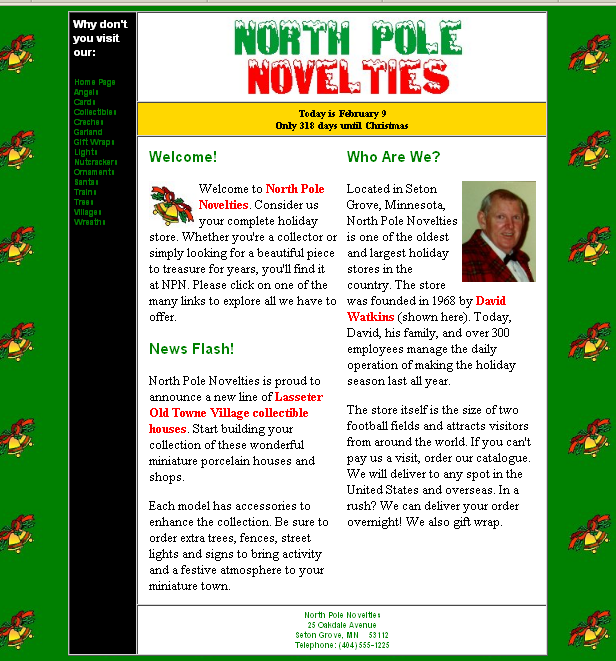 Why don't
you visit
our:
Home Page
Angels
Cards
Collectibles
Creches
Garland
Gift Wraps
Lights
Nutcrackers
Ornaments
Santas
Trains
Trees
Villages
Wreaths
NORTH POLE
NOVELTIES
Today is February 9
Only 318 days until Christmas
Welcome!
Welcome to North Pole
Novelties. Consider us
your complete holiday
store. Whether you're a collector or
simply looking for a beautiful piece
to treasure for years, you'll find it
at NPN. Please click on one of the
many links to explore all we have to
offer.
News Flash!
North Pole Novelties is proud to
announce a new line of Lasseter
Old Towne Village collectible
houses. Start building your
collection of these wonderful
miniature porcelain houses and
shops.
Each model has accessories to
enhance the collection. Be sure to
order extra trees, fences, street
lights and signs to bring activity
and a festive atmosphere to your
miniature town.
Who Are We?
Located in Seton
Grove, Minnesota,
North Pole Novelties
is one of the oldest
and largest holiday
stores in the
country. The store
was founded in 1968 by David
Watkins (shown here). Today,
David, his family, and over 300
employees manage the daily
operation of making the holiday
season last all year.
The store itself is the size of two
football fields and attracts visitors
from around the world. If you can't
pay us a visit, order our catalogue.
We will deliver to any spot in the
United States and overseas. In a
rush? We can deliver your order
overnight! We also gift wrap.
North Pole Novelties
25 Oakdale Avenue
Seton Grove, MN 53112
Telephone: (404) 555-1225